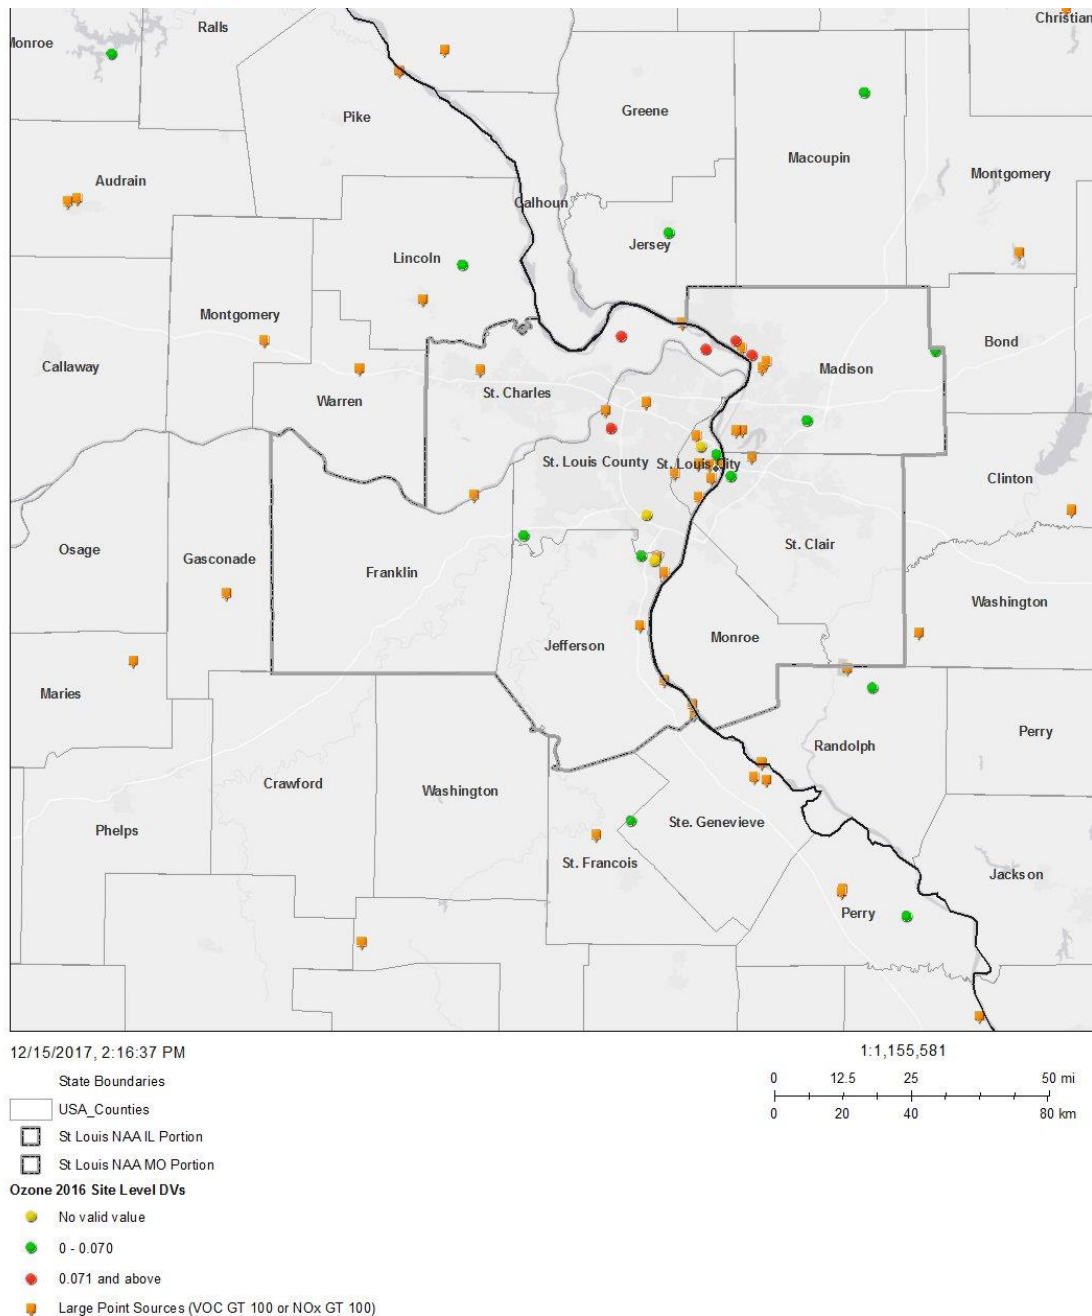 Christian
Ralls
Monroe
Greene
Pike
Macoupin
Montgomery
Audrain
Calhoun
Jersey
Lincoln
Montgomery
Bond
Callaway
Madison
St. Charles
Warren
St. Louis County
St. Louis City
Clinton
Osage
St. Clair
Gasconade
Franklin
Washington
Monroe
Jefferson
Maries
Perry
Randolph
Crawford
Washington
Ste. Genevieve
Phelps
St. Francois
Jackson
Perry
12/15/2017, 2:16:37 PM
1:1,155,581
0 12.5 25 50 mi
0 20 40 80 km
State Boundaries
USA_Counties
St Louis NAA IL Portion
St Louis NAA MO Portion
Ozone 2016 Site Level DVs
No valid value
0 - 0.070
0.071 and above
Large Point Sources (VOC GT 100 or NOx GT 100)